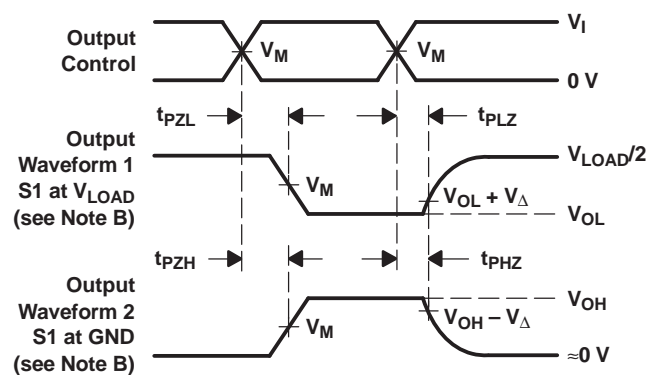 Output
Control
V_M
V_M
V_I
0 V
t_PZL
t_PLZ
Output
Waveform 1
S1 at V_LOAD
(see Note B)
V_M
V_LOAD/2
V_OL + V_Δ
V_OL
t_PZH
t_PHZ
Output
Waveform 2
S1 at GND
(see Note B)
V_M
V_OH
V_OH − V_Δ
≈0 V